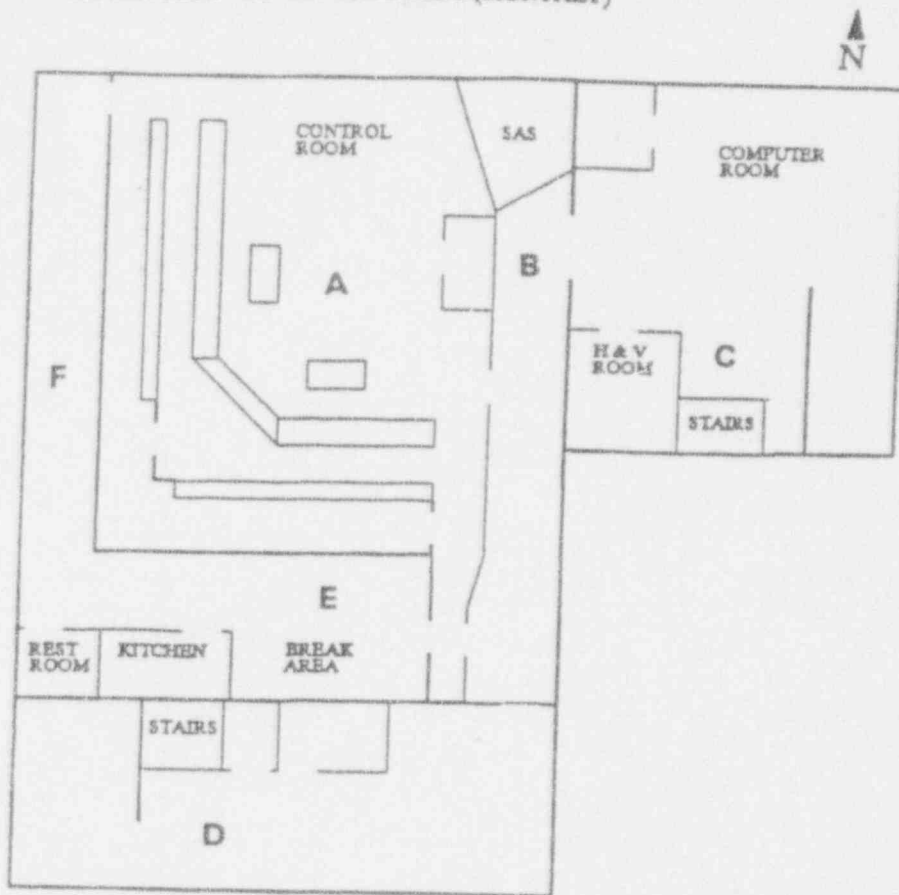 N
CONTROL
ROOM
SAS
COMPUTER
ROOM
A
B
F
H & V
ROOM
C
STAIRS
E
REST
ROOM
KITCHEN
BREAK
AREA
STAIRS
D